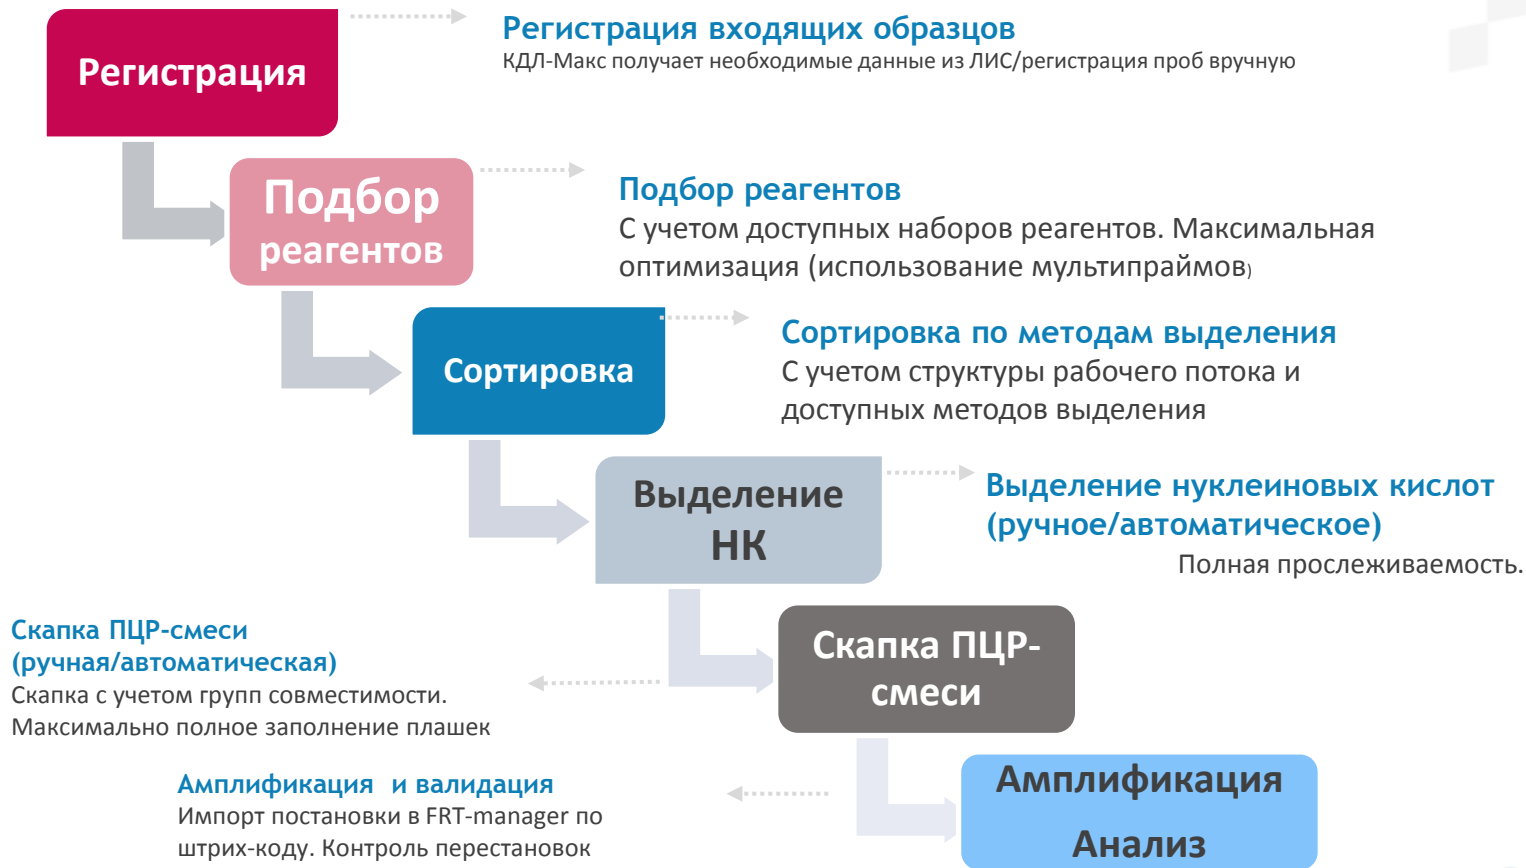 Регистрация
Регистрация входящих образцов
КДЛ-Макс получает необходимые данные из ЛИС/регистрация проб вручную
Подбор
реагентов
Подбор реагентов
С учетом доступных наборов реагентов. Максимальная
оптимизация (использование мультипраймов)
Сортировка
Сортировка по методам выделения
С учетом структуры рабочего потока и
доступных методов выделения
Выделение
НК
Выделение нуклеиновых кислот
(ручное/автоматическое)
Полная прослеживаемость.
Скапка ПЦР-смеси
(ручная/автоматическая)
Скапка с учетом групп совместимости.
Максимально полное заполнение плашек
Скапка ПЦР-
смеси
Амплификация и валидация
Импорт постановки в FRT-manager по
штрих-коду. Контроль перестановок
Амплификация
Анализ